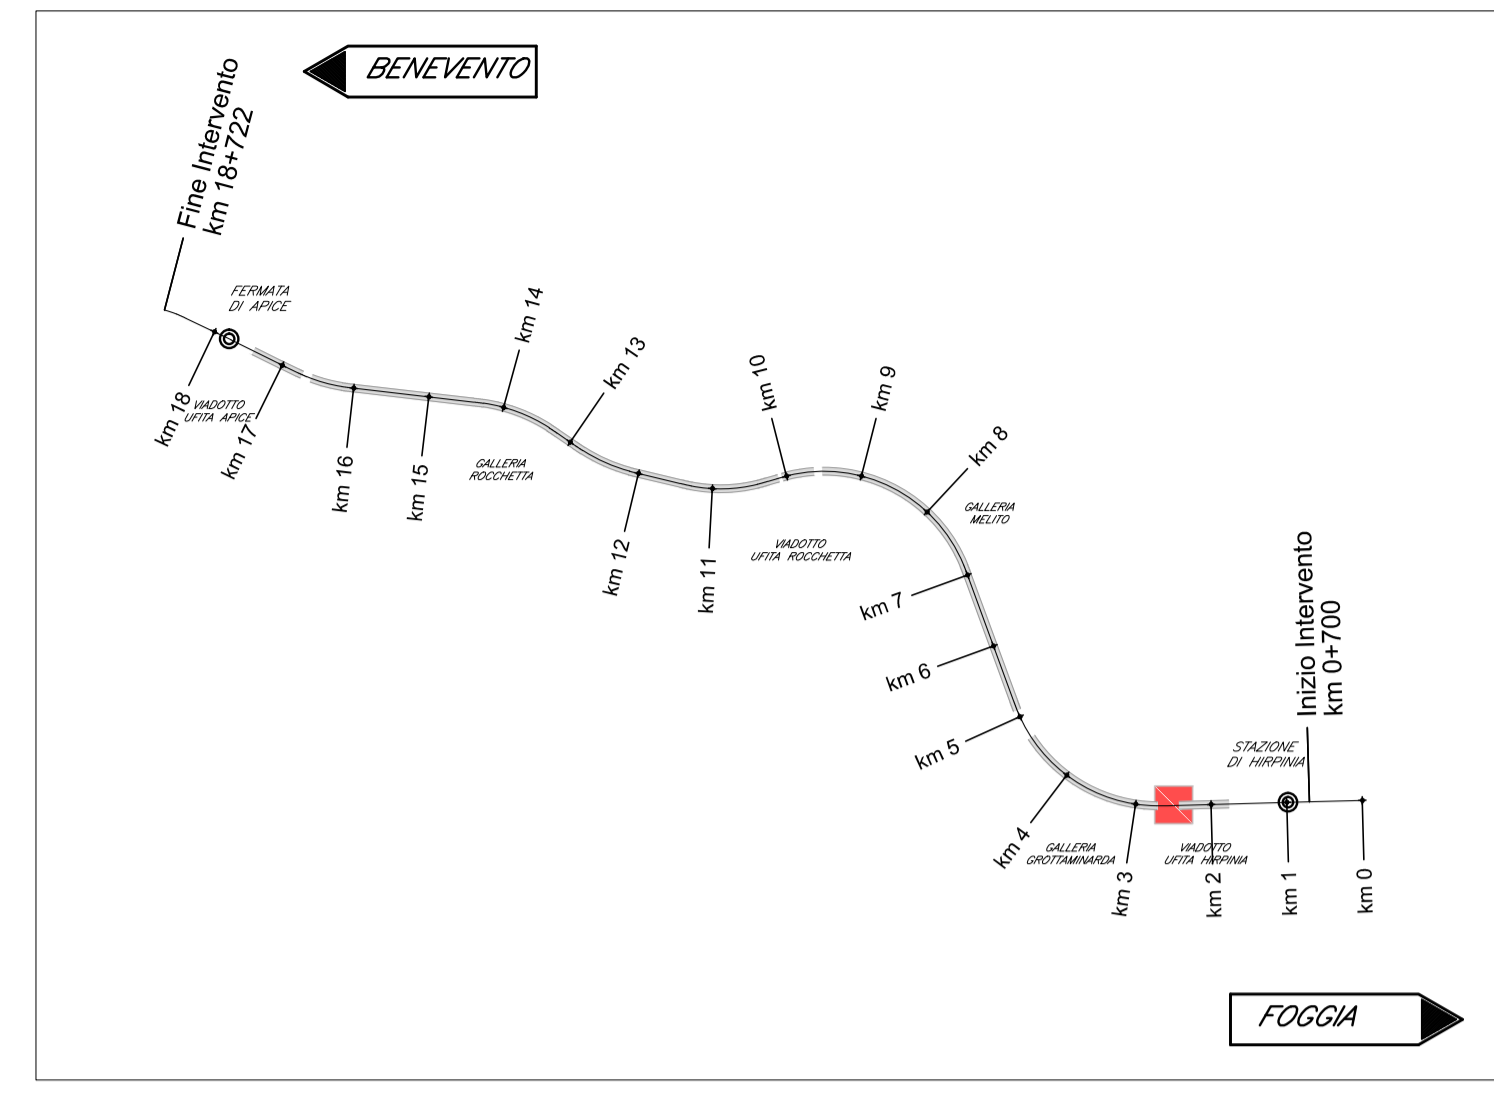 BENEVENTO
Fine Intervento
km 18+722
FERMATA
DI APICE
km 18
VIADOTTO
UFITA APICE
km 17
km 16
km 15
GALLERIA
ROCCHETTA
km 14
km 13
km 12
km 11
VIADOTTO
UFITA ROCCHETTA
km 10
km 9
km 8
GALLERIA
MELITO
km 7
km 6
km 5
km 4
GALLERIA
GROTTAMINARDA
km 3
VIADOTTO
UFITA HIRPINIA
km 2
STAZIONE
DI HIRPINIA
Inizio Intervento
km 0+700
km 1
km 0
FOGGIA